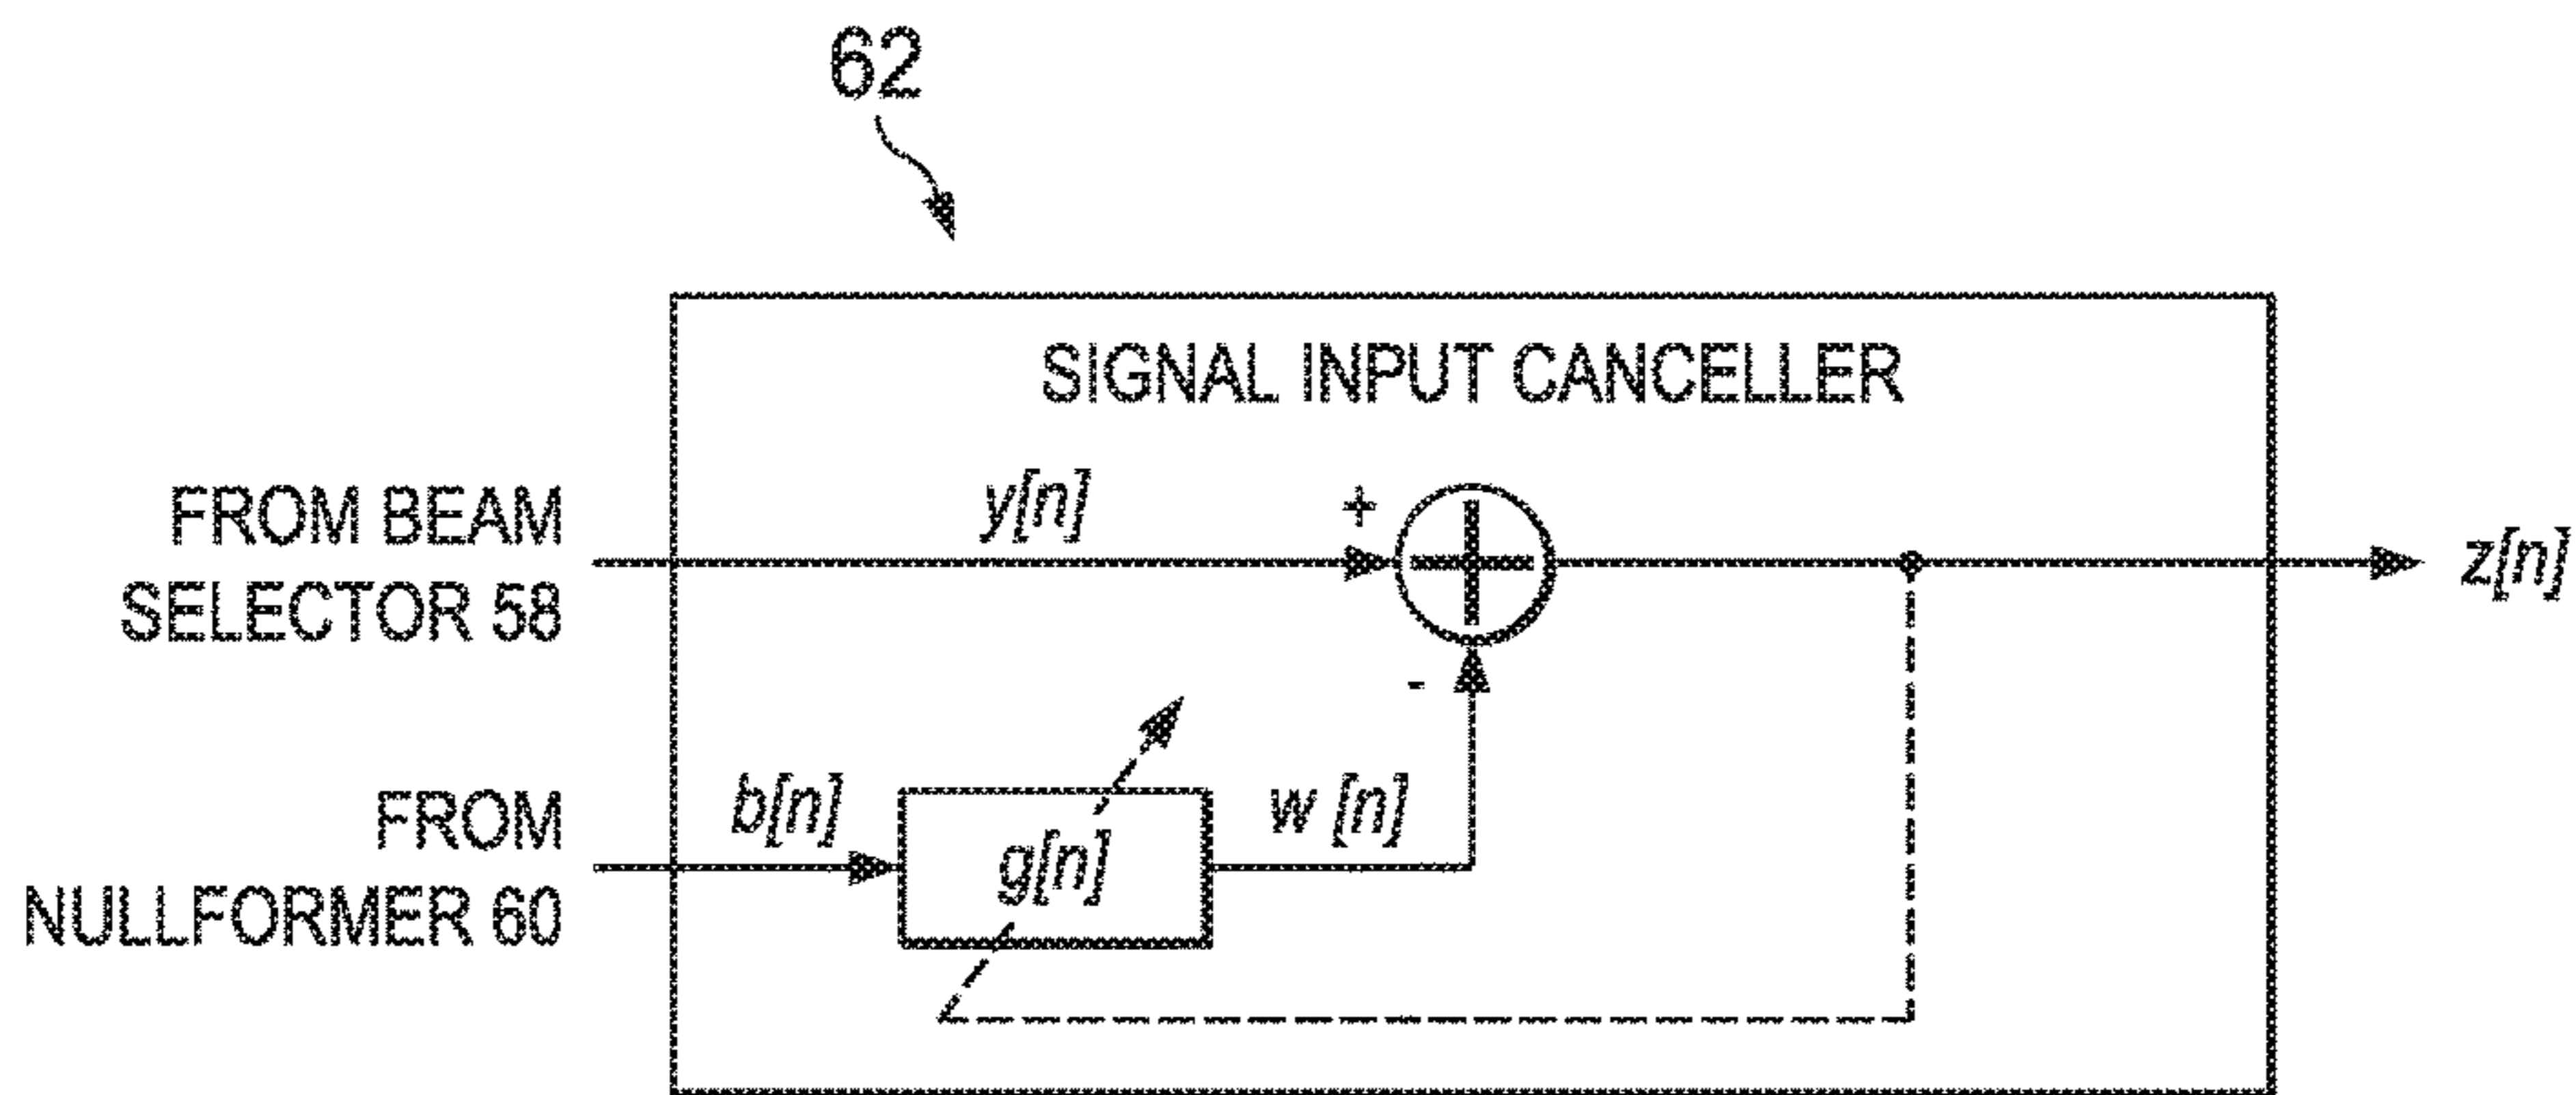 62
SIGNAL INPUT CANCELLER
FROM BEAM
SELECTOR 58
y[n]
+
z[n]
-
FROM
NULLFORMER 60
b[n]
g[n]
w [n]